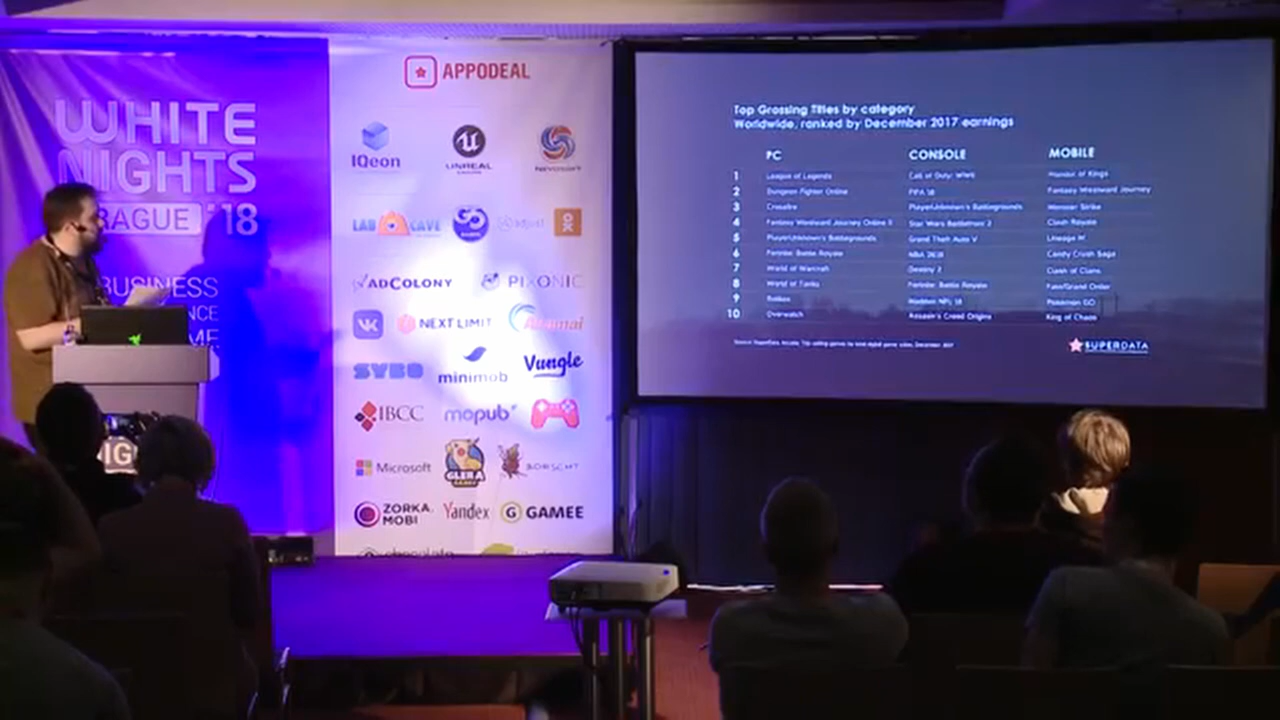 WHITE
NIGHTS
RAGUE '18
BUSINESS
NCE
ME
IG
APPODEAL
IQeon
UNREAL
NEVOSOFT
LAB CAVE
adjust
ADCOLONY
PIXONIC
NEXT LIMIT
SYBO
minimob
Vungle
IBCC
mopub
Microsoft
GLERA
BORSCHT
ZORKA.
MOBI
Yandex
GAMEE
Top Grossing Titles by category
Worldwide, ranked by December 2017 earnings
PC CONSOLE MOBILE
1 League of Legends Call of Duty: WWII Honour of Kings
2 Dungeon Fighter Online FIFA 18 Fantasy Westward Journey
3 Crossfire PlayerUnknown's Battlegrounds Monster Strike
4 Fantasy Westward Journey Online II Star Wars Battlefront 2 Clash Royale
5 PlayerUnknown's Battlegrounds Grand Theft Auto V Lineage M
6 Fortnite: Battle Royale NBA 2K18 Candy Crush Saga
7 World of Warcraft Destiny 2 Clash of Clans
8 World of Tanks Fortnite: Battle Royale Fate/Grand Order
9 Roblox Madden NFL 18 Pokemon GO
10 Overwatch Assassin's Creed Origins King of Chaos
SUPERDATA